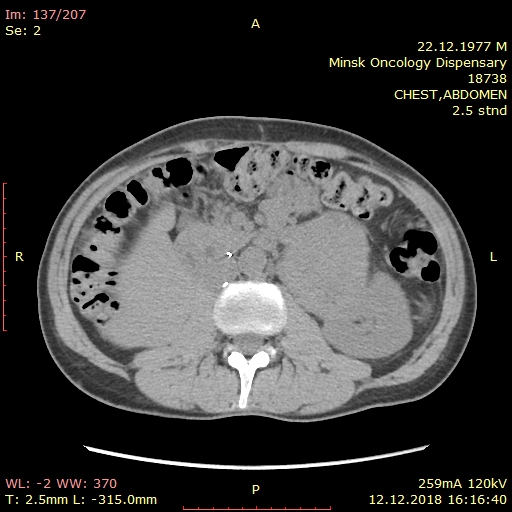 Im: 137/207
Se: 2
A
22.12.1977 M
Minsk Oncology Dispensary
18738
CHEST,ABDOMEN
2.5 stnd
R
L
WL: -2 WW: 370
T: 2.5mm L: -315.0mm
P
259mA 120kV
12.12.2018 16:16:40